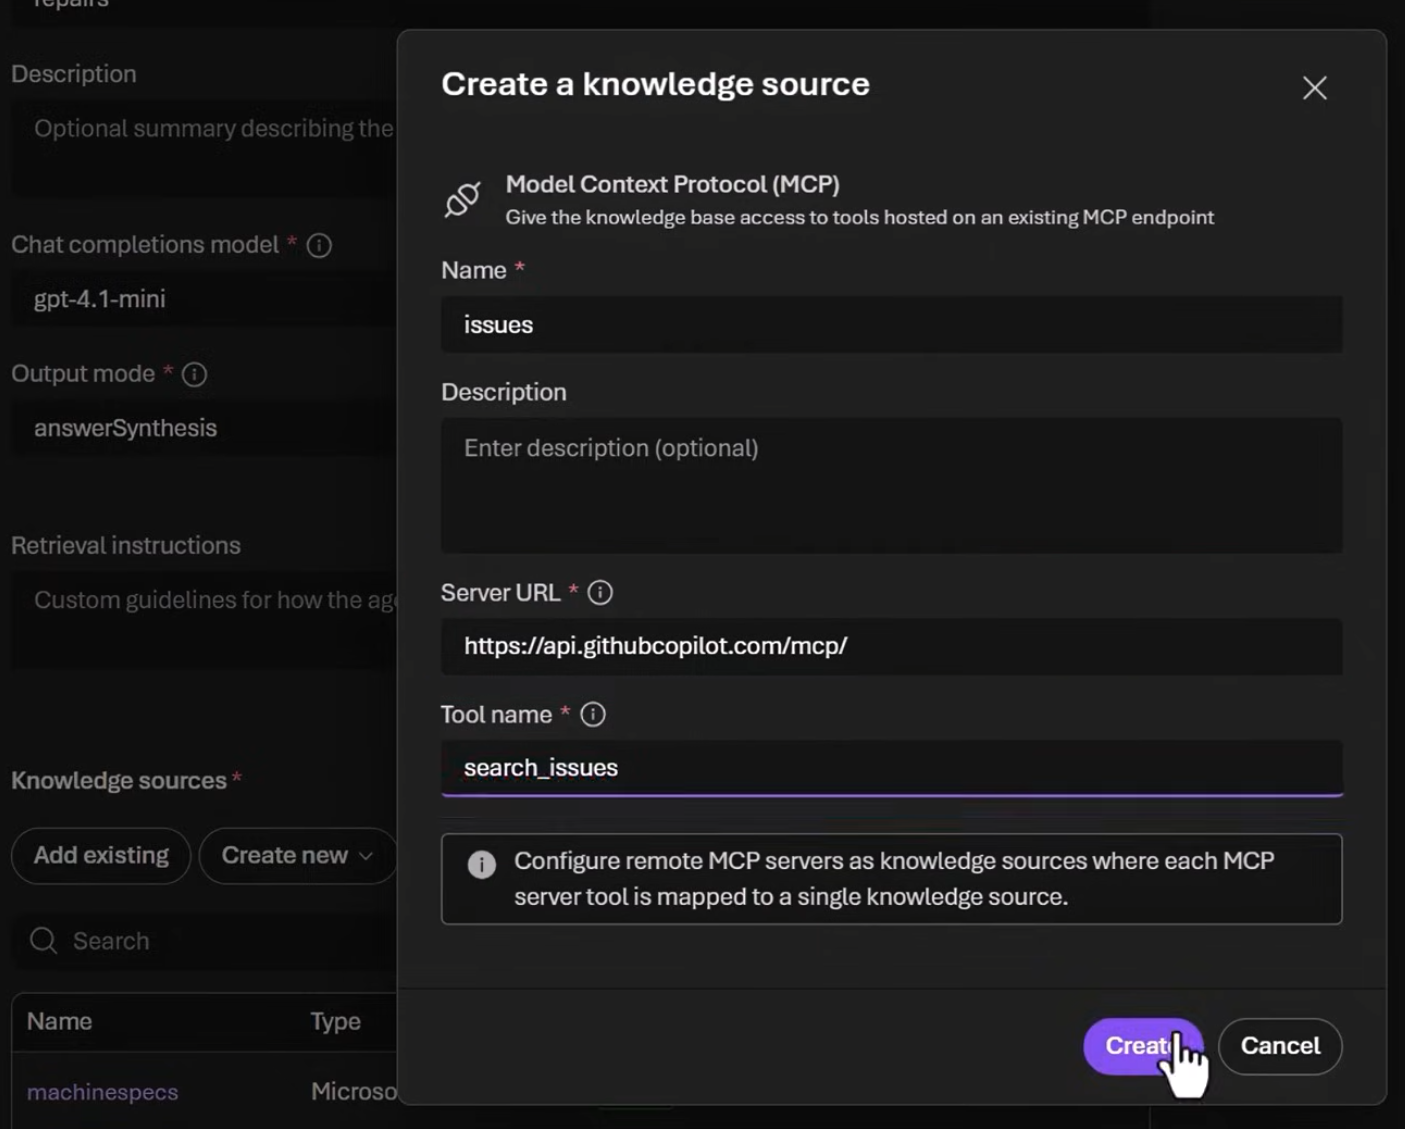 repairs
Description
Optional summary describing the
Chat completions model *
gpt-4.1-mini
Output mode *
answerSynthesis
Retrieval instructions
Custom guidelines for how the age
Knowledge sources *
Add existing
Create new
Search
Name Type
machinespecs Microso
Create a knowledge source
Model Context Protocol (MCP)
Give the knowledge base access to tools hosted on an existing MCP endpoint
Name *
issues
Description
Enter description (optional)
Server URL *
https://api.githubcopilot.com/mcp/
Tool name *
search_issues
Configure remote MCP servers as knowledge sources where each MCP
server tool is mapped to a single knowledge source.
Create
Cancel